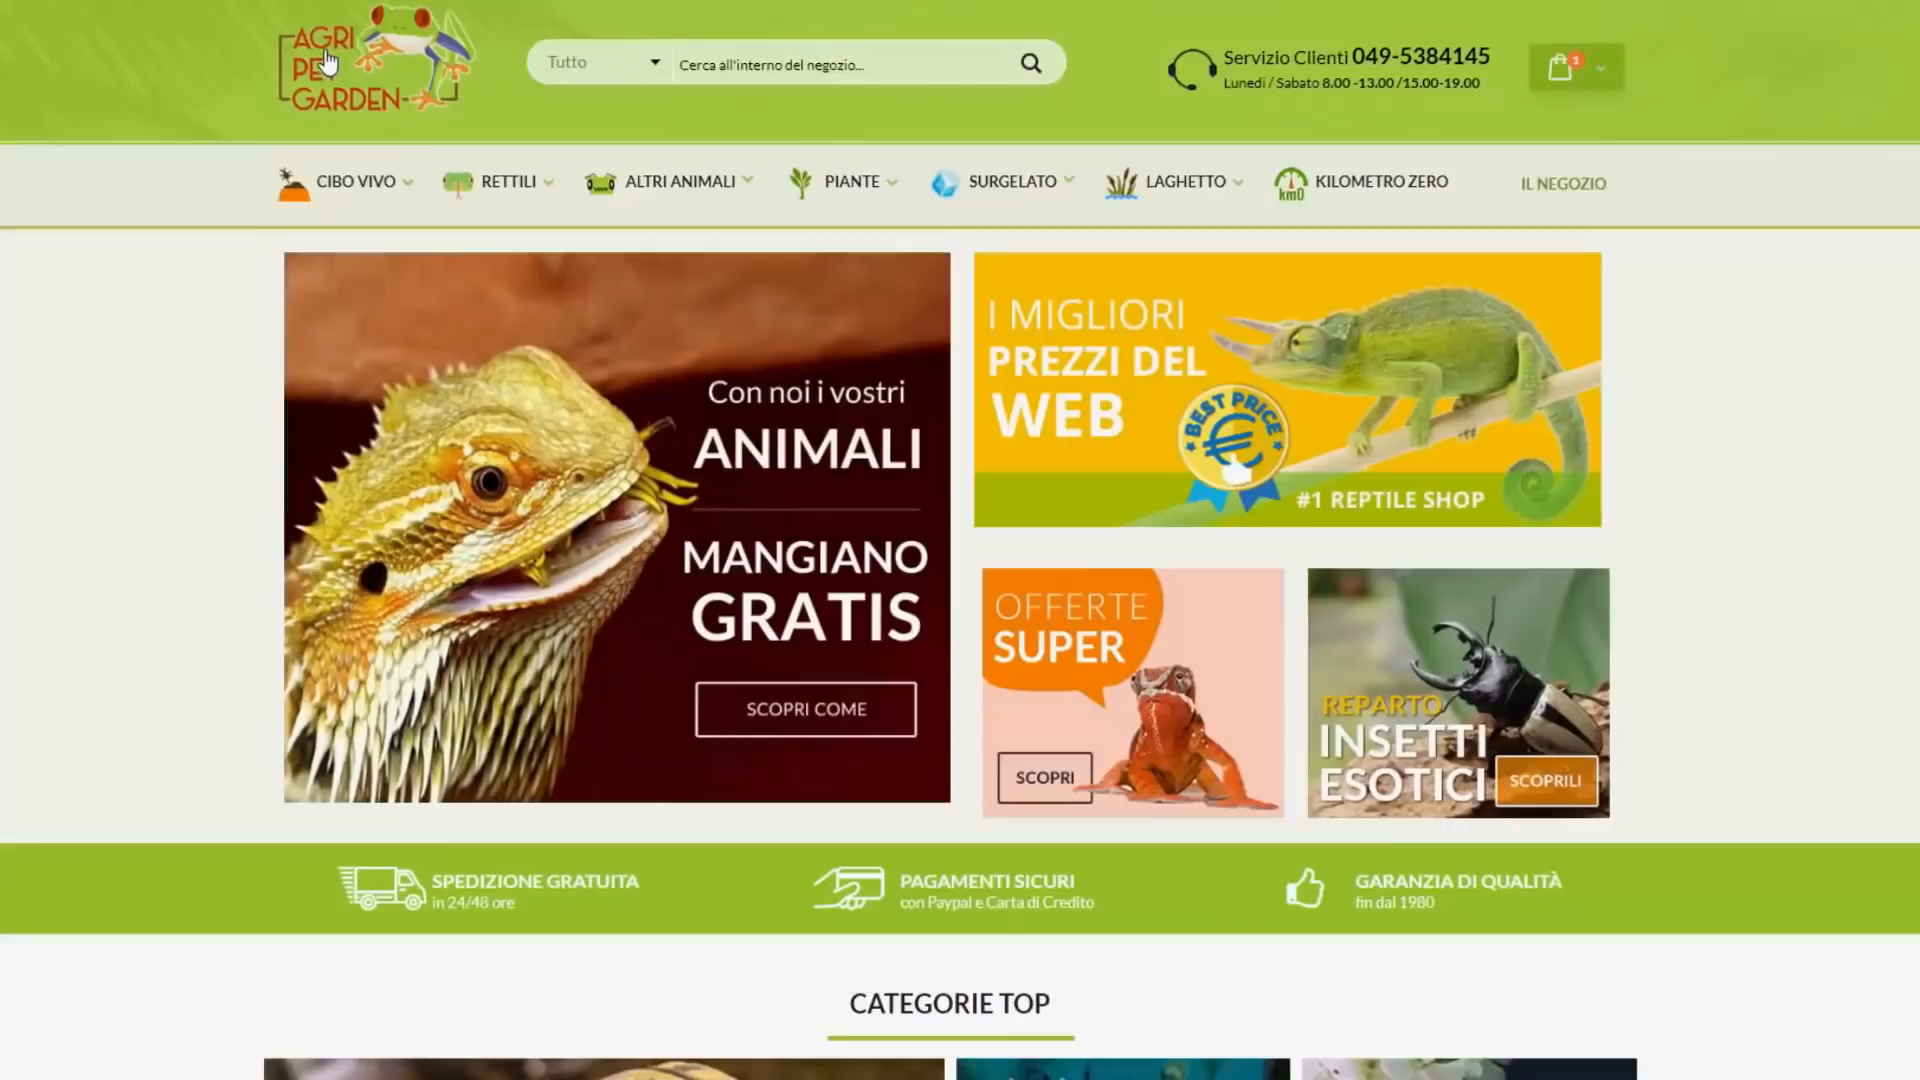 AGRI
PET
GARDEN
Tutto
Cerca all'interno del negozio...
Servizio Clienti 049-5384145
Lunedi / Sabato 8.00 -13.00 /15.00-19.00
1
CIBO VIVO
RETTILI
ALTRI ANIMALI
PIANTE
SURGELATO
LAGHETTO
km0
KILOMETRO ZERO
IL NEGOZIO
Con noi i vostri
ANIMALI
MANGIANO
GRATIS
SCOPRI COME
I MIGLIORI
PREZZI DEL
WEB
BEST PRICE
€
#1 REPTILE SHOP
OFFERTE
SUPER
SCOPRI
REPARTO
INSETTI
ESOTICI
SCOPRILI
SPEDIZIONE GRATUITA
in 24/48 ore
PAGAMENTI SICURI
con Paypal e Carta di Credito
GARANZIA DI QUALITÀ
fin dal 1980
CATEGORIE TOP